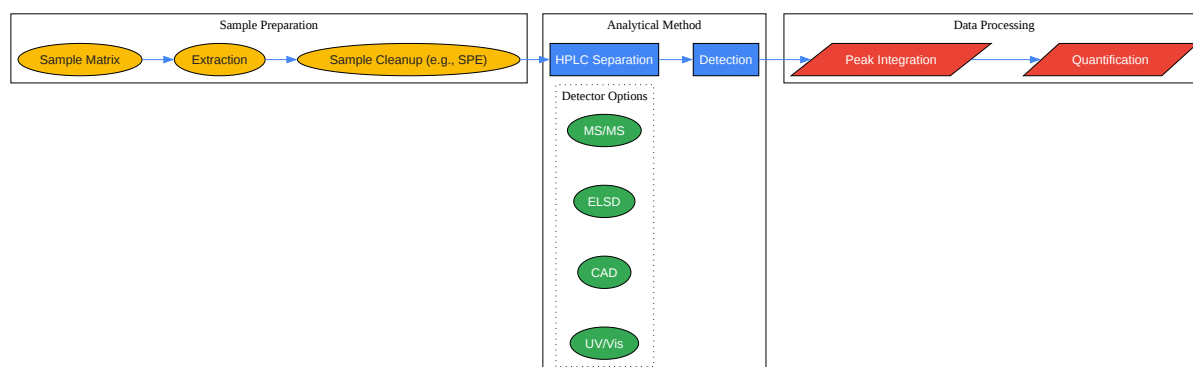 Sample Preparation
Sample Matrix
Extraction
Sample Cleanup (e.g., SPE)
Analytical Method
HPLC Separation
Detection
Detector Options
MS/MS
ELSD
CAD
UV/Vis
Data Processing
Peak Integration
Quantification